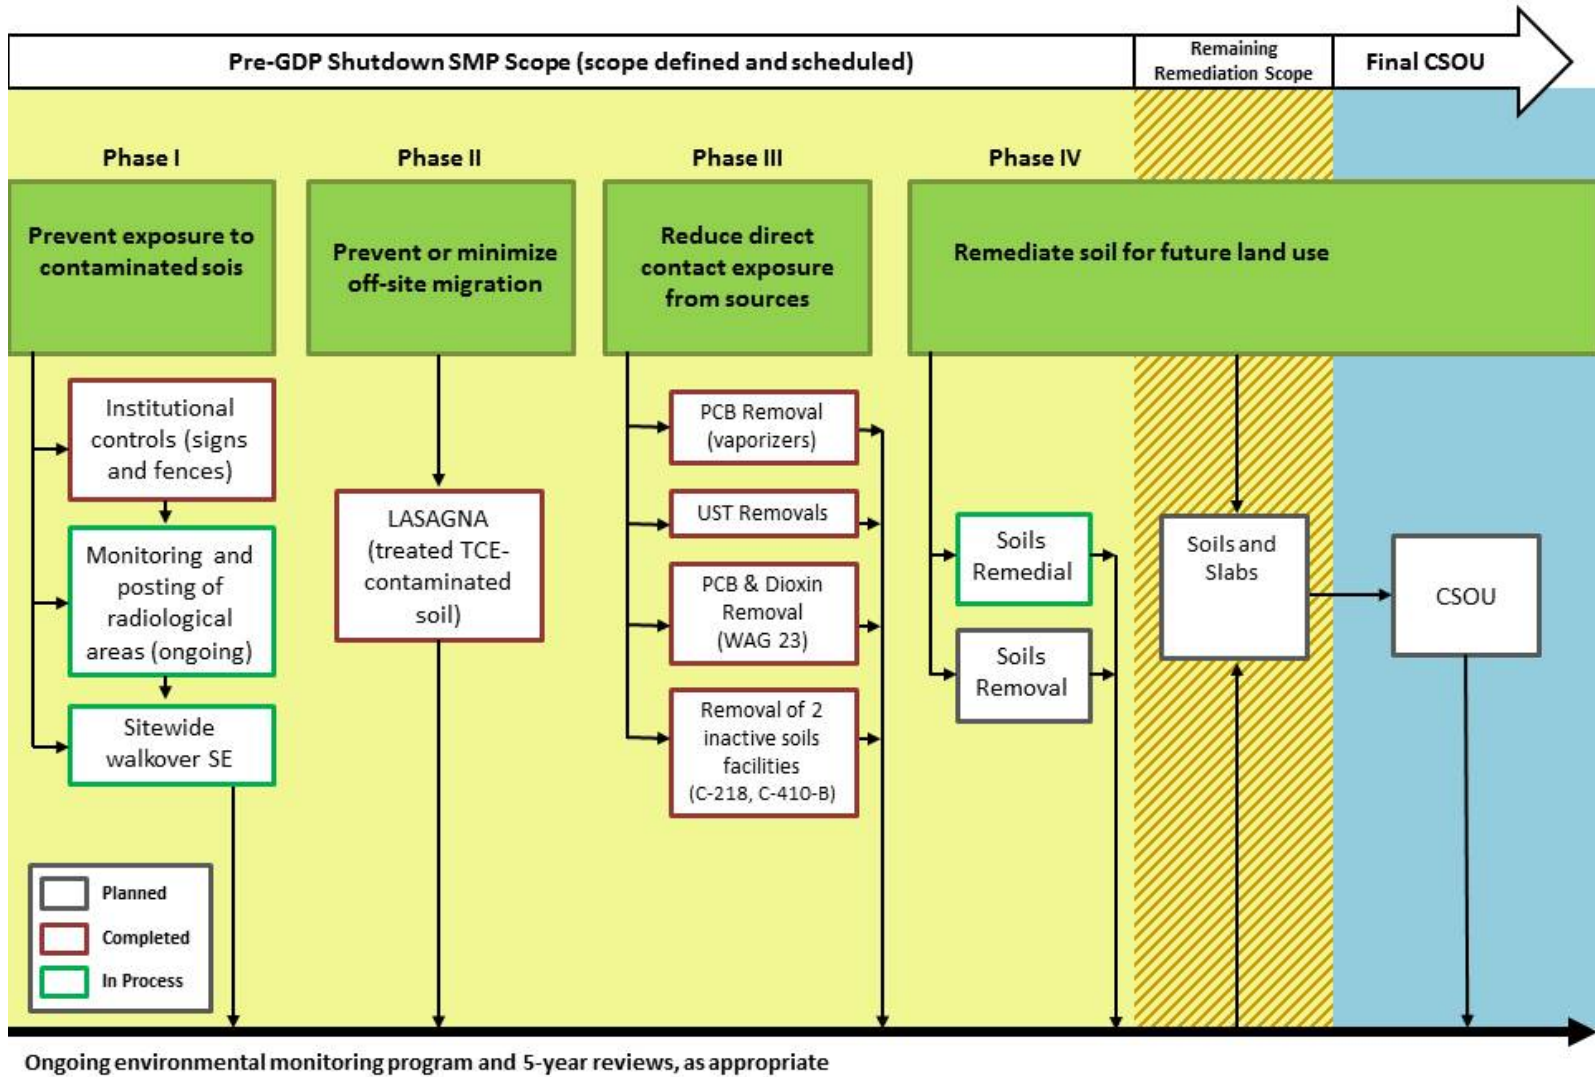 Pre-GDP Shutdown SMP Scope (scope defined and scheduled)
Remaining
Remediation Scope
Final CSOU
Phase I
Phase II
Phase III
Phase IV
Prevent exposure to
contaminated sois
Prevent or minimize
off-site migration
Reduce direct
contact exposure
from sources
Remediate soil for future land use
Institutional
controls (signs
and fences)
Monitoring and
posting of
radiological
areas (ongoing)
Sitewide
walkover SE
LASAGNA
(treated TCE-
contaminated
soil)
PCB Removal
(vaporizers)
UST Removals
PCB & Dioxin
Removal
(WAG 23)
Removal of 2
inactive soils
facilities
(C-218, C-410-B)
Soils
Remedial
Soils
Removal
Soils and
Slabs
CSOU
Planned
Completed
In Process
Ongoing environmental monitoring program and 5-year reviews, as appropriate